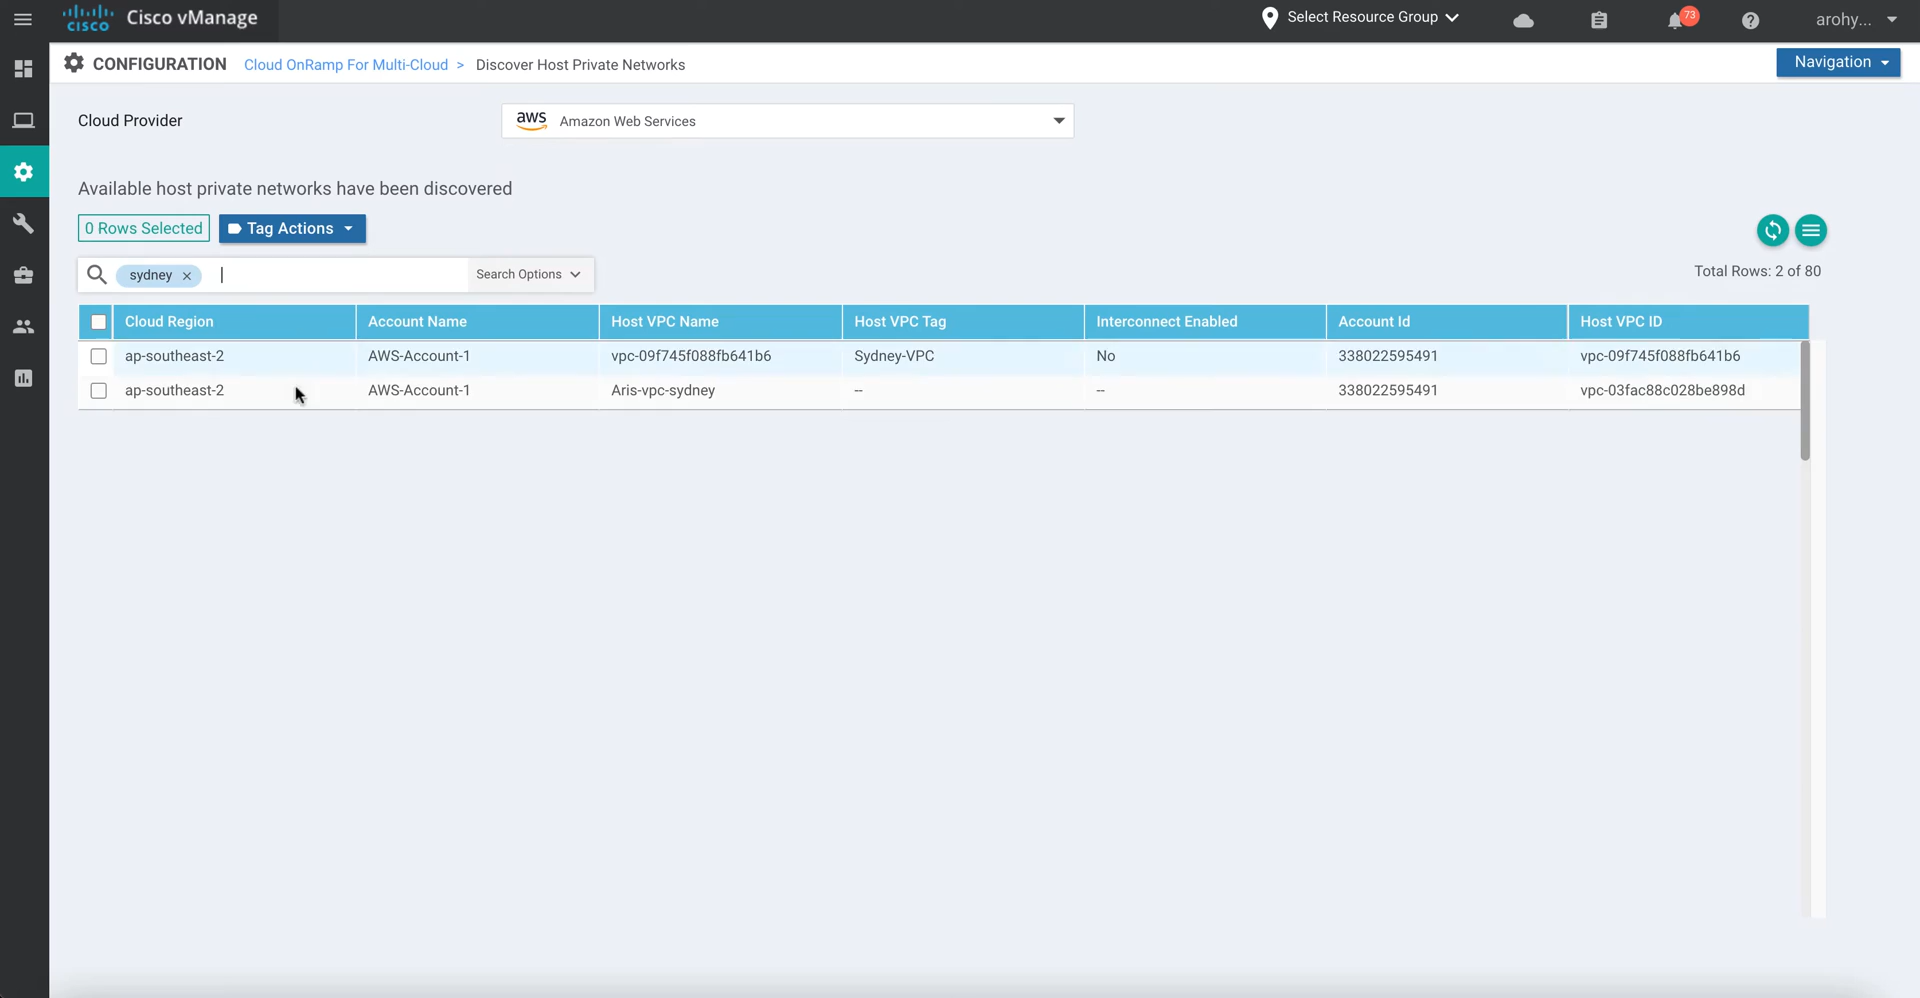 cisco Cisco vManage Select Resource Group 73 arohy...
CONFIGURATION Cloud OnRamp For Multi-Cloud > Discover Host Private Networks Navigation
Cloud Provider aws Amazon Web Services
Available host private networks have been discovered
0 Rows Selected Tag Actions
sydney × Search Options Total Rows: 2 of 80
Cloud Region Account Name Host VPC Name Host VPC Tag Interconnect Enabled Account Id Host VPC ID
ap-southeast-2 AWS-Account-1 vpc-09f745f088fb641b6 Sydney-VPC No 338022595491 vpc-09f745f088fb641b6
ap-southeast-2 AWS-Account-1 Aris-vpc-sydney -- -- 338022595491 vpc-03fac88c028be898d